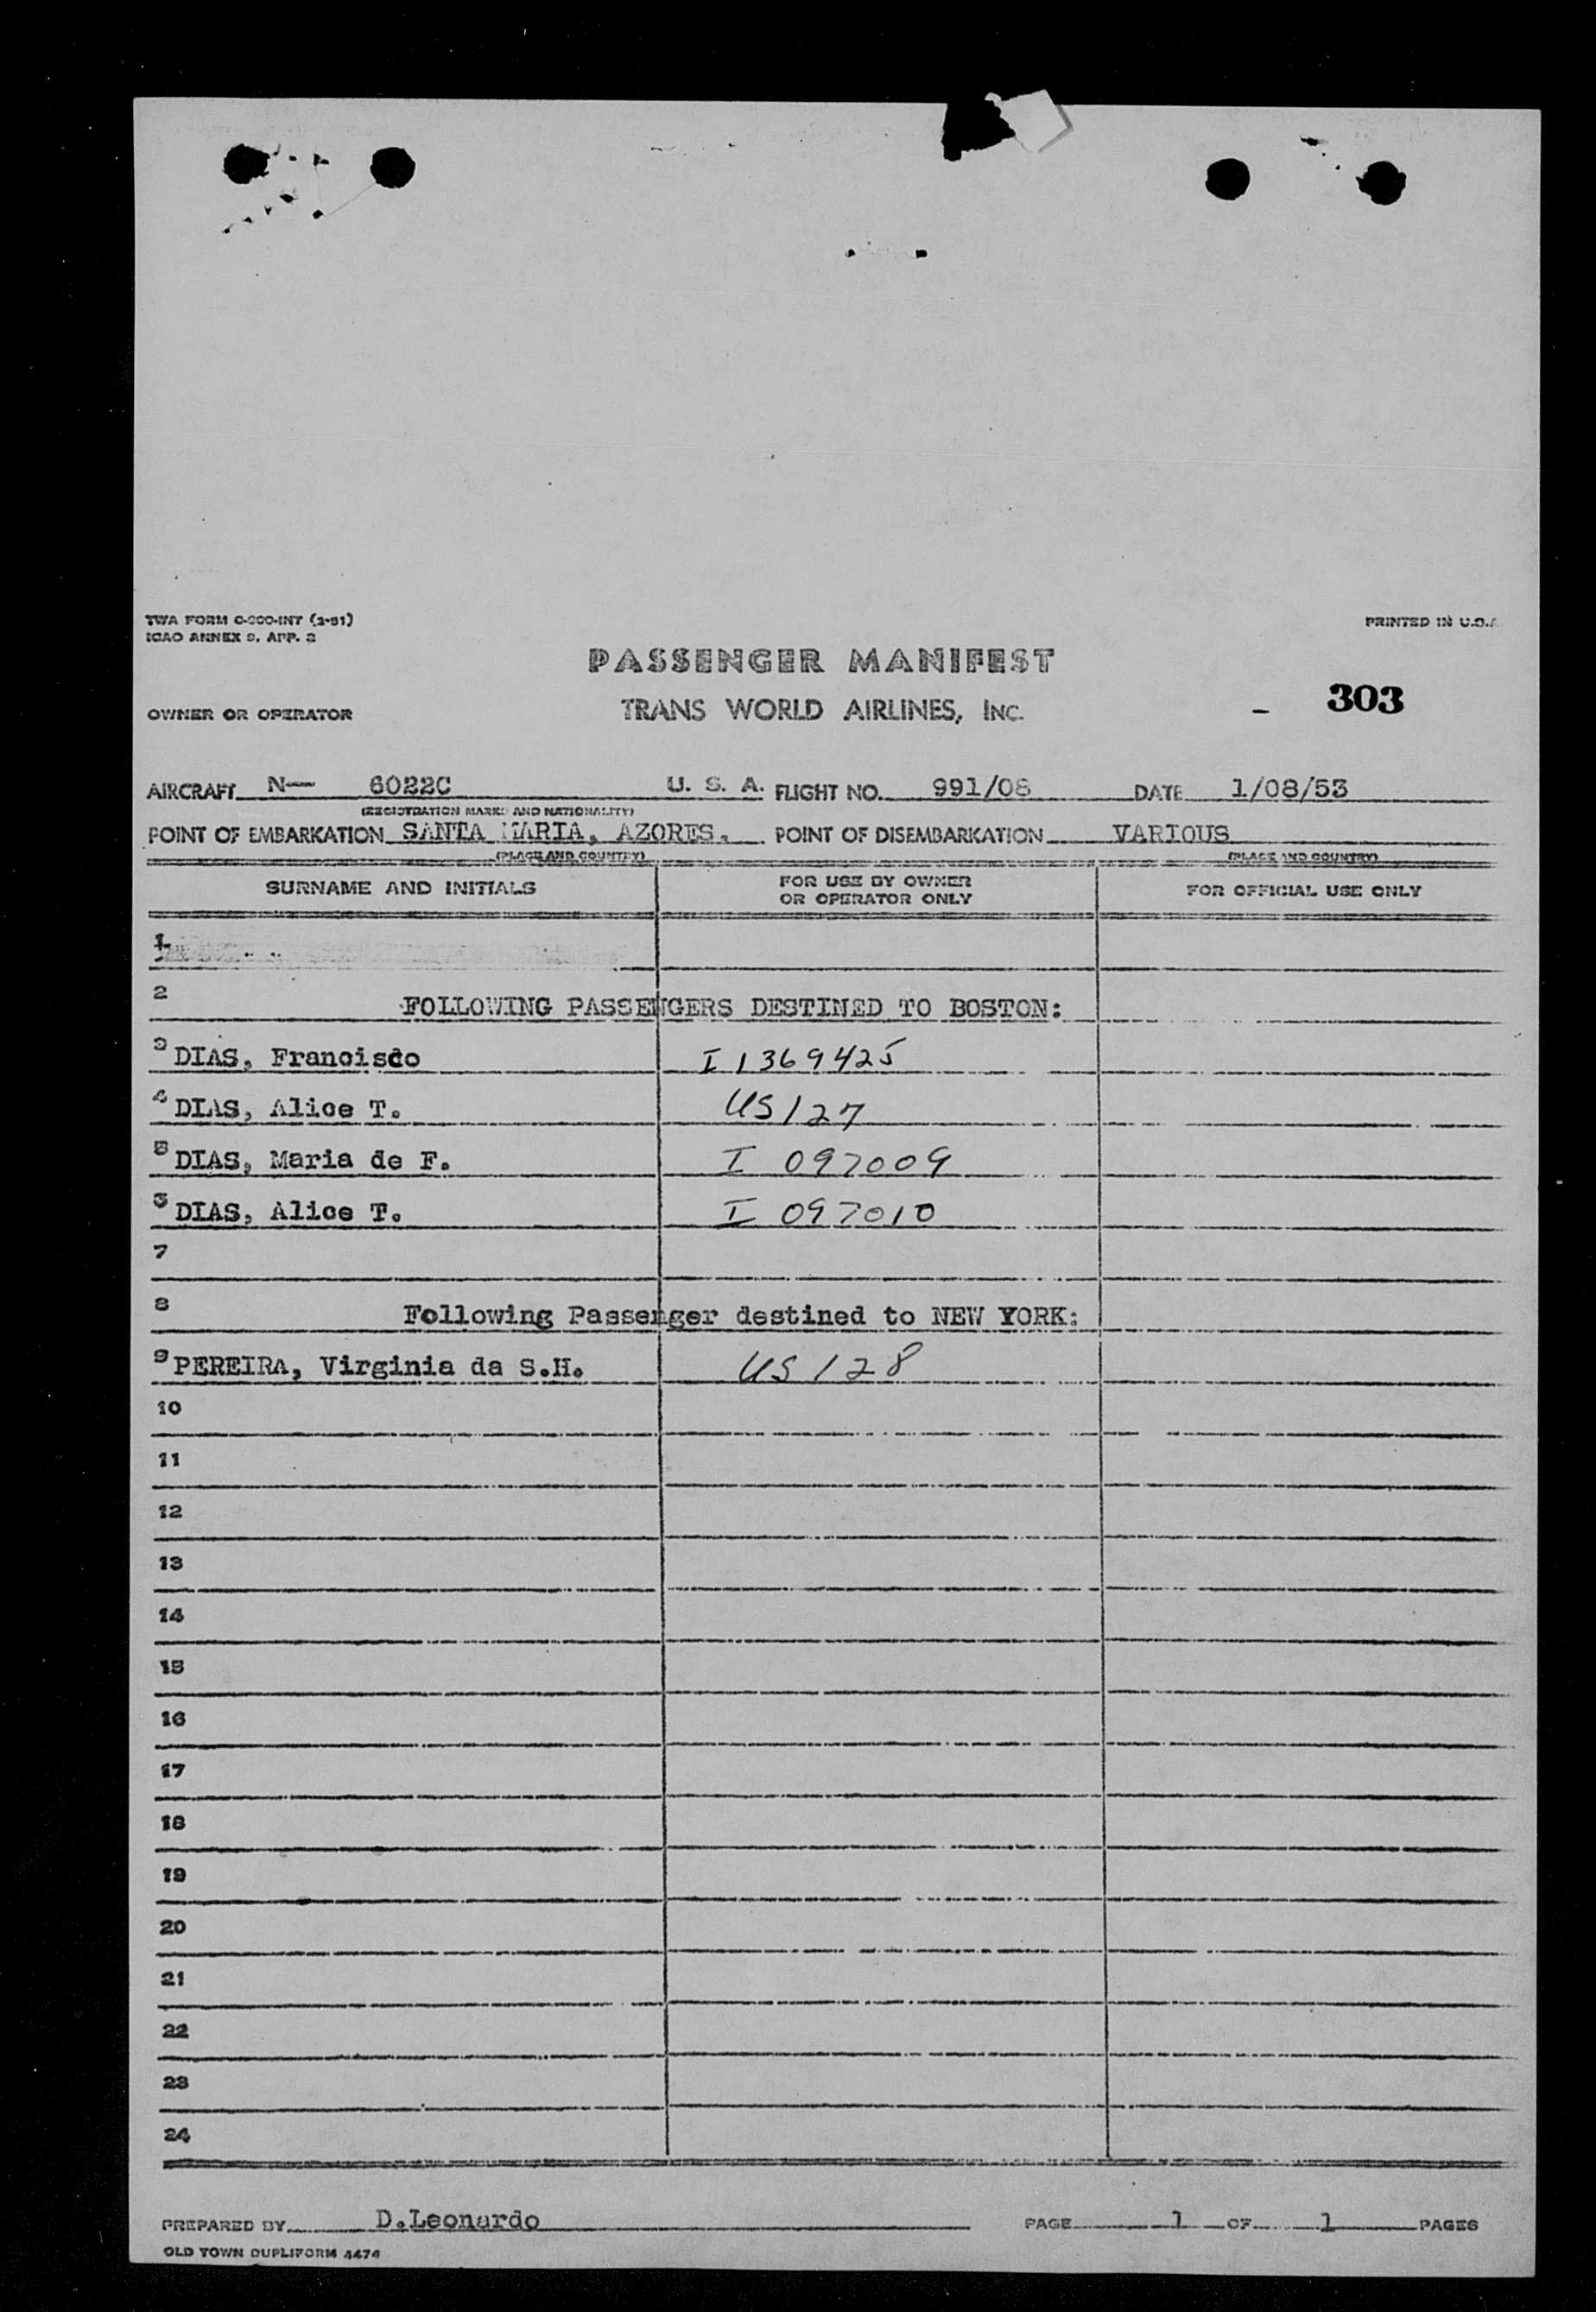 TWA FORM O-300-INT (2-51)
ICAO ANNEX 9, APP. 2
PRINTED IN U.S.A
PASSENGER MANIFEST
OWNER OR OPERATOR TRANS WORLD AIRLINES, INC. - 303
AIRCRAFT N— 6022C U. S. A. FLIGHT NO. 991/08 DATE 1/08/53
(REGISTRATION MARKS AND NATIONALITY)
POINT OF EMBARKATION SANTA MARIA, AZORES. POINT OF DISEMBARKATION VARIOUS
(PLACE AND COUNTRY) (PLACE AND COUNTRY)
SURNAME AND INITIALS FOR USE BY OWNER OR OPERATOR ONLY FOR OFFICIAL USE ONLY
1
2 FOLLOWING PASSENGERS DESTINED TO BOSTON:
3 DIAS, Francisco I 1369425
4 DIAS, Alice T. US 127
5 DIAS, Maria de F. I 097009
6 DIAS, Alice T. I 097010
7
8 Following Passenger destined to NEW YORK:
9 PEREIRA, Virginia da S.H. US 128
10
11
12
13
14
15
16
17
18
19
20
21
22
23
24
PREPARED BY D.Leonardo PAGE 1 OF 1 PAGES
OLD TOWN DUPLIFORM 4474